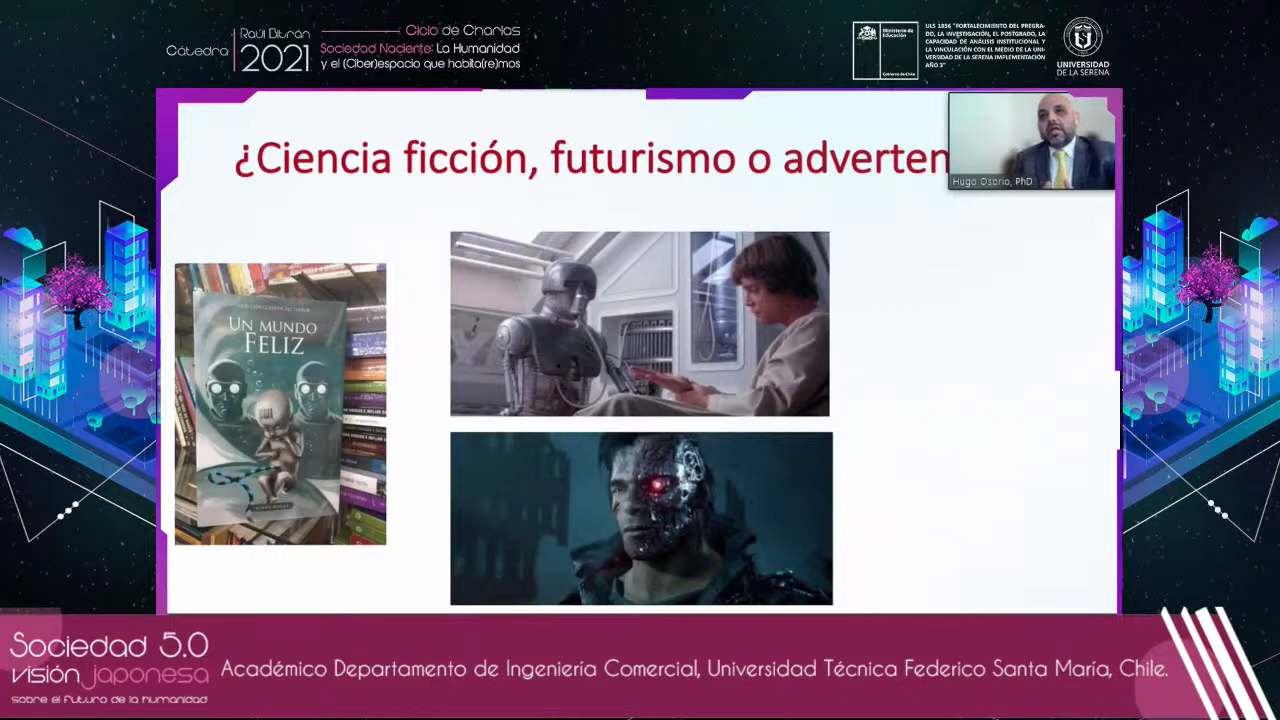 Cátedra
Raúl Bitrán
2021
Ciclo de Charlas
Sociedad Naciente: La Humanidad
y el (Ciber)espacio que habita(re)mos
Ministerio de
Educación
Gobierno de Chile
ULS 1856 "FORTALECIMIENTO DEL PREGRA-
DO, LA INVESTIGACIÓN, EL POSTGRADO, LA
CAPACIDAD DE ANÁLISIS INSTITUCIONAL Y
LA VINCULACIÓN CON EL MEDIO DE LA UNI-
VERSIDAD DE LA SERENA IMPLEMENTACIÓN
AÑO 3"
UNIVERSIDAD
DE LA SERENA
¿Ciencia ficción, futurismo o adverten
Hugo Osorio, PhD
UN MUNDO
FELIZ
Sociedad 5.0
visión japonesa
sobre el futuro de la humanidad
Académico Departamento de Ingeniería Comercial, Universidad Técnica Federico Santa María, Chile.